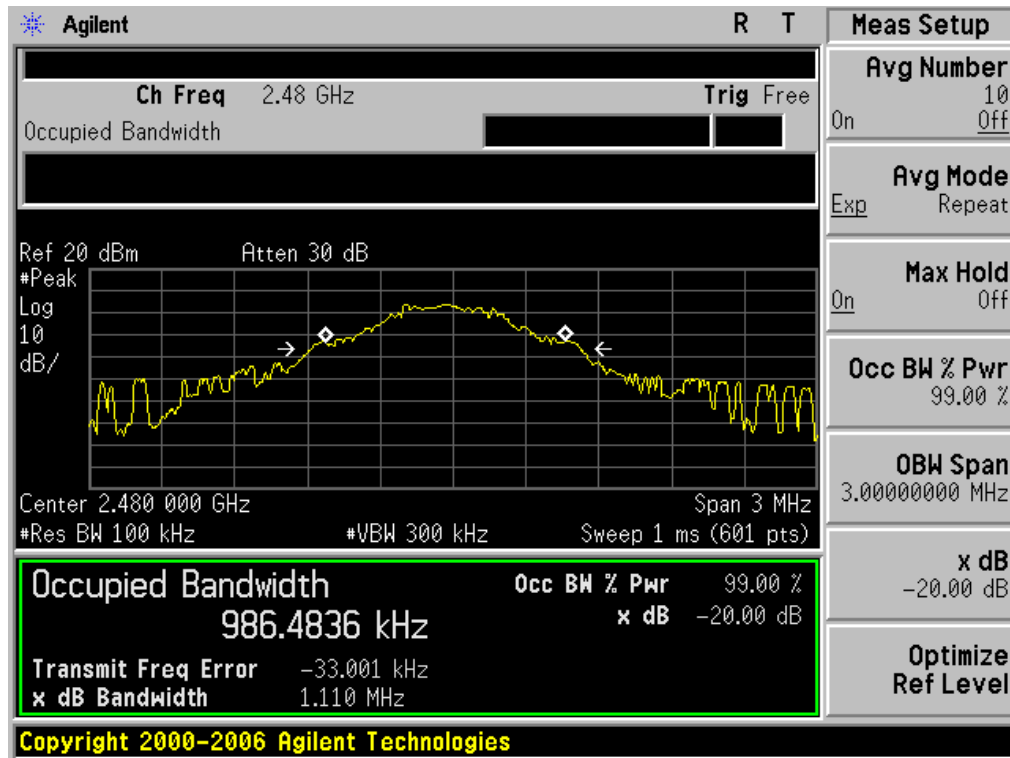 Agilent R T
Ch Freq 2.48 GHz Trig Free
Occupied Bandwidth
Ref 20 dBm Atten 30 dB
#Peak
Log
10
dB/
Center 2.480 000 GHz Span 3 MHz
#Res BW 100 kHz #VBW 300 kHz Sweep 1 ms (601 pts)
Occupied Bandwidth
986.4836 kHz
Occ BW % Pwr 99.00 %
x dB -20.00 dB
Transmit Freq Error -33.001 kHz
x dB Bandwidth 1.110 MHz
Copyright 2000-2006 Agilent Technologies
Meas Setup
Avg Number
10
On Off
Avg Mode
Exp Repeat
Max Hold
On Off
Occ BW % Pwr
99.00 %
OBW Span
3.00000000 MHz
x dB
-20.00 dB
Optimize
Ref Level